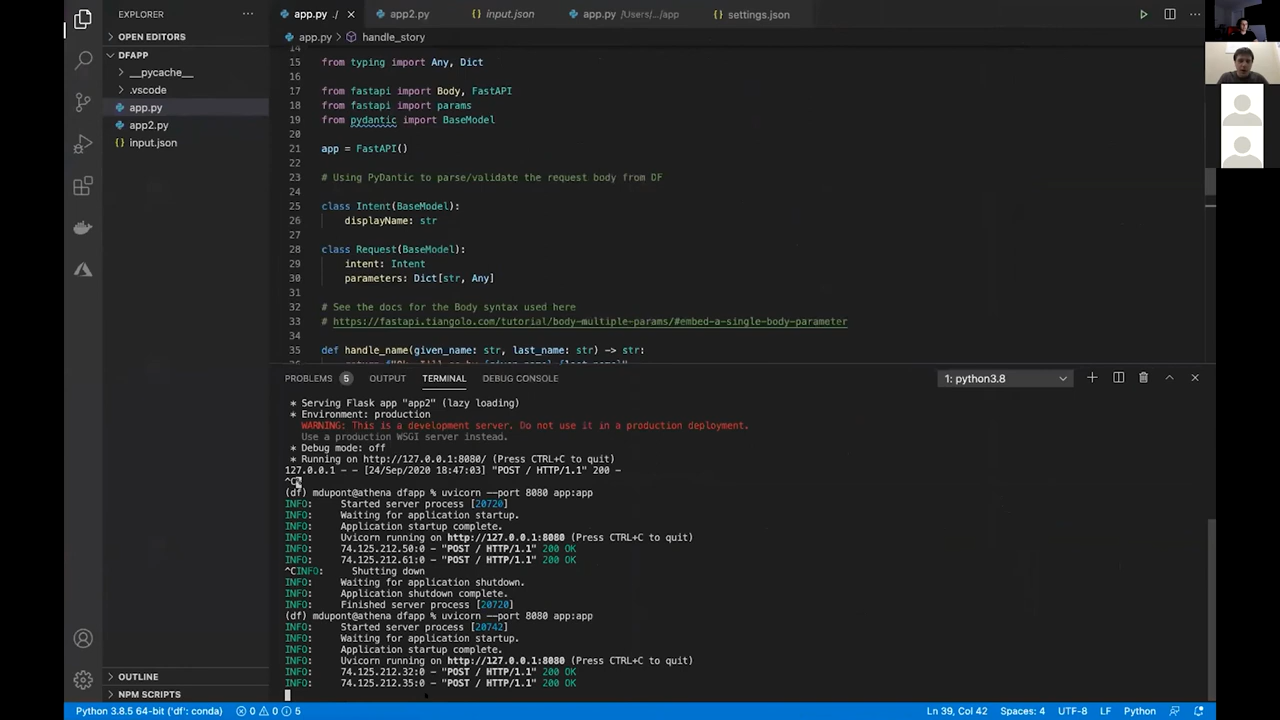 EXPLORER
OPEN EDITORS
DFAPP
__pycache__
.vscode
app.py
app2.py
input.json
OUTLINE
NPM SCRIPTS
app.py ./
app2.py
input.json
app.py /Users/.../app
settings.json
app.py > handle_story
14
15 from typing import Any, Dict
16
17 from fastapi import Body, FastAPI
18 from fastapi import params
19 from pydantic import BaseModel
20
21 app = FastAPI()
22
23 # Using PyDantic to parse/validate the request body from DF
24
25 class Intent(BaseModel):
26 displayName: str
27
28 class Request(BaseModel):
29 intent: Intent
30 parameters: Dict[str, Any]
31
32 # See the docs for the Body syntax used here
33 # https://fastapi.tiangolo.com/tutorial/body-multiple-params/#embed-a-single-body-parameter
34
35 def handle_name(given_name: str, last_name: str) -> str:
PROBLEMS 5 OUTPUT TERMINAL DEBUG CONSOLE 1: python3.8
* Serving Flask app "app2" (lazy loading)
* Environment: production
WARNING: This is a development server. Do not use it in a production deployment.
Use a production WSGI server instead.
* Debug mode: off
* Running on http://127.0.0.1:8080/ (Press CTRL+C to quit)
127.0.0.1 - - [24/Sep/2020 18:47:03] "POST / HTTP/1.1" 200 -
(df) mdupont@athena dfapp % uvicorn --port 8080 app:app
INFO: Started server process [20720]
INFO: Waiting for application startup.
INFO: Application startup complete.
INFO: Uvicorn running on http://127.0.0.1:8080 (Press CTRL+C to quit)
INFO: 74.125.212.50:0 - "POST / HTTP/1.1" 200 OK
INFO: 74.125.212.61:0 - "POST / HTTP/1.1" 200 OK
^CINFO: Shutting down
INFO: Waiting for application shutdown.
INFO: Application shutdown complete.
INFO: Finished server process [20720]
(df) mdupont@athena dfapp % uvicorn --port 8080 app:app
INFO: Started server process [20742]
INFO: Waiting for application startup.
INFO: Application startup complete.
INFO: Uvicorn running on http://127.0.0.1:8080 (Press CTRL+C to quit)
INFO: 74.125.212.32:0 - "POST / HTTP/1.1" 200 OK
INFO: 74.125.212.35:0 - "POST / HTTP/1.1" 200 OK
Python 3.8.5 64-bit ('df': conda) 0 0 5 Ln 39, Col 42 Spaces: 4 UTF-8 LF Python